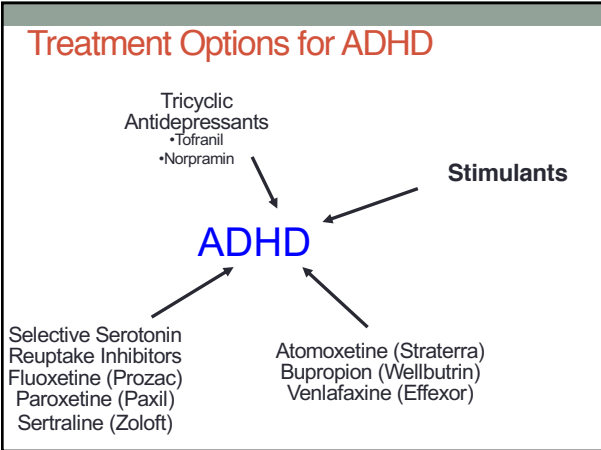 Treatment Options for ADHD
Tricyclic
Antidepressants
•Tofranil
•Norpramin
Stimulants
ADHD
Selective Serotonin
Reuptake Inhibitors
Fluoxetine (Prozac)
Paroxetine (Paxil)
Sertraline (Zoloft)
Atomoxetine (Straterra)
Bupropion (Wellbutrin)
Venlafaxine (Effexor)